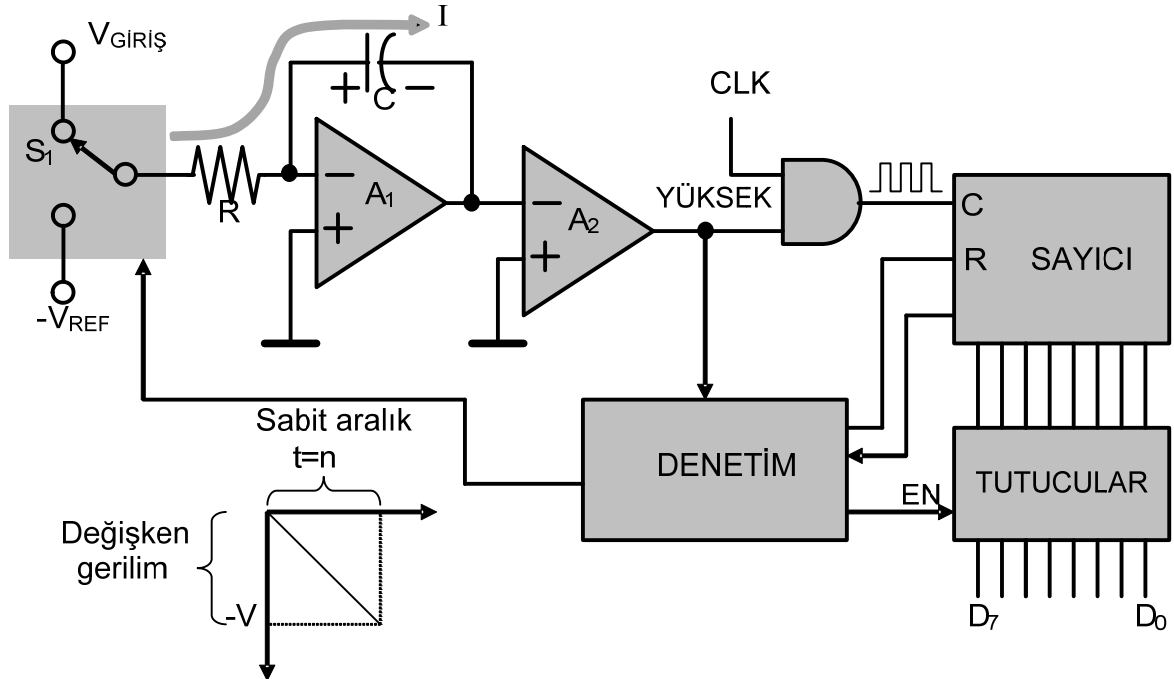 VGİRİŞ
I
S1
-VREF
R
+ C -
-
+
A1
-
+
A2
CLK
YÜKSEK
C
R
SAYICI
DENETİM
EN
TUTUCULAR
D7
D0
Sabit aralık
t=n
Değişken
gerilim
-V